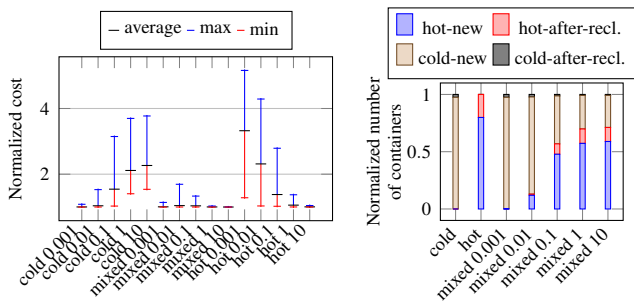 average max min
Normalized cost
4
2
cold 0.001
cold 0.01
cold 0.1
cold 1
cold 10
mixed 0.001
mixed 0.01
mixed 0.1
mixed 1
mixed 10
hot 0.001
hot 0.01
hot 0.1
hot 1
hot 10
hot-new hot-after-recl.
cold-new cold-after-recl.
Normalized number
of containers
1
0.5
0
cold
hot
mixed 0.001
mixed 0.01
mixed 0.1
mixed 1
mixed 10